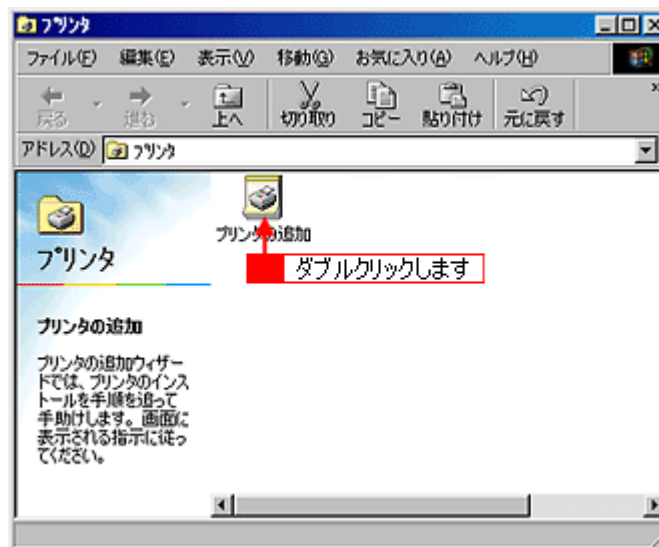 プリンタ
ファイル(F) 編集(E) 表示(V) 移動(G) お気に入り(A) ヘルプ(H)
戻る 進む 上へ 切り取り コピー 貼り付け 元に戻す
アドレス(D) プリンタ
プリンタの追加
ダブルクリックします
プリンタ
プリンタの追加
プリンタの追加ウィザー
ドでは、プリンタのインス
トールを手順を追って
手助けします。画面に
表示される指示に従っ
てください。